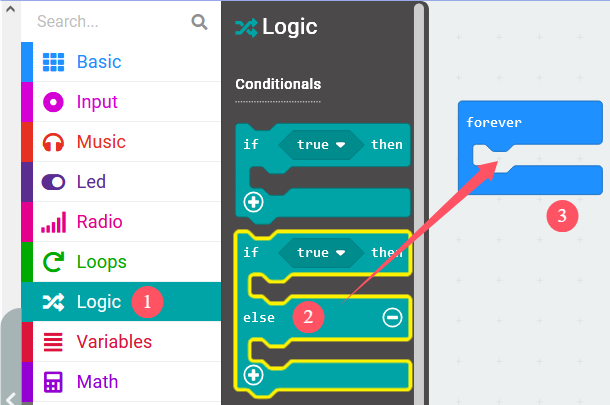 Search...
Basic
Input
Music
Led
Radio
Loops
Logic 1
Variables
Math
Logic
Conditionals
if true then
if true then
else 2
forever
3